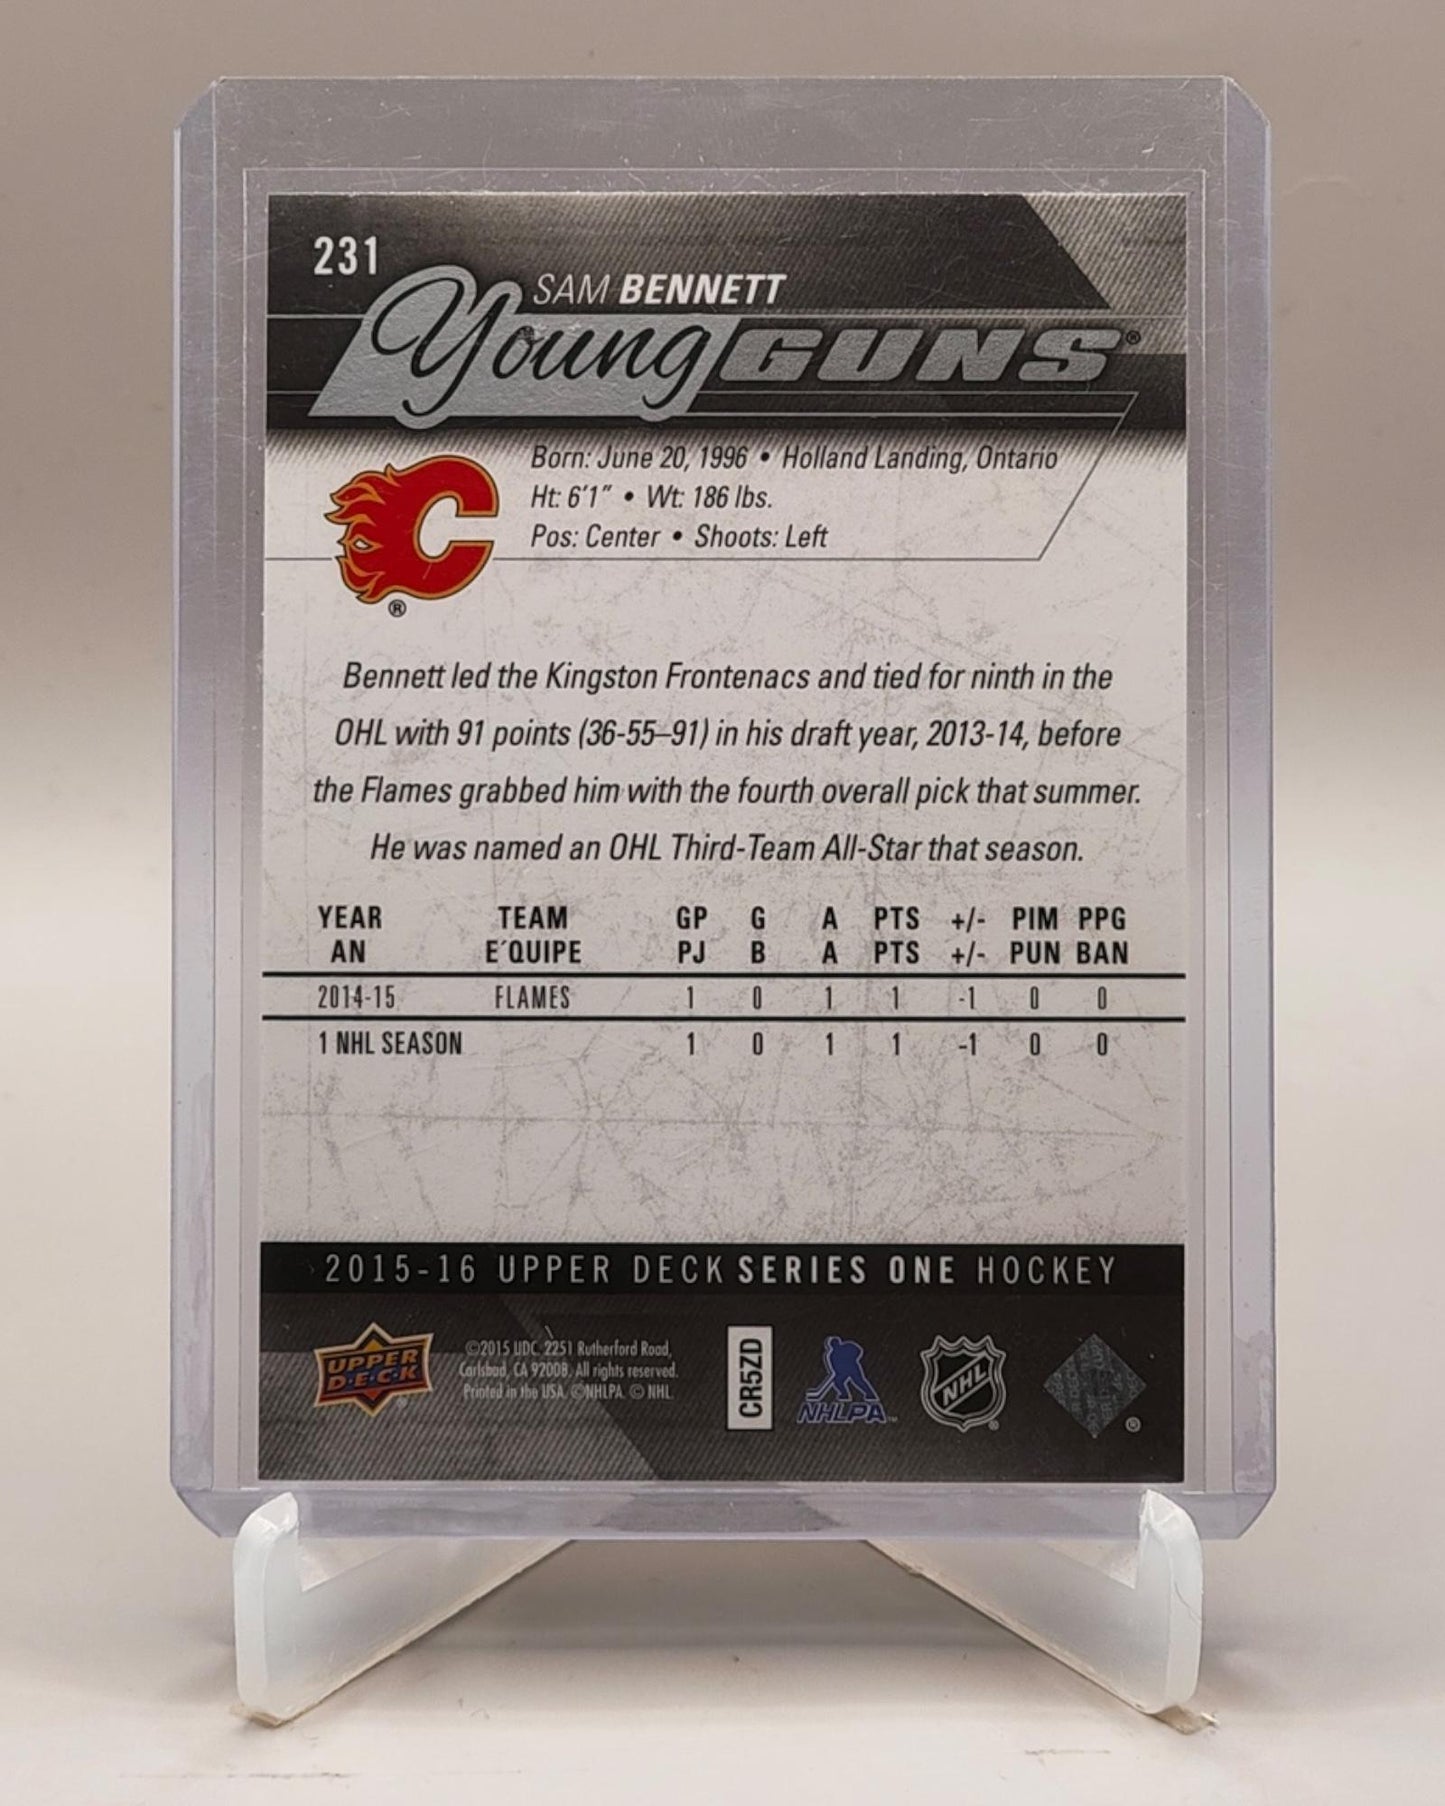 231
SAM BENNETT
Young GUNS®
Born: June 20, 1996 • Holland Landing, Ontario
Ht: 6'1" • Wt: 186 lbs.
Pos: Center • Shoots: Left
®
Bennett led the Kingston Frontenacs and tied for ninth in the
OHL with 91 points (36-55–91) in his draft year, 2013-14, before
the Flames grabbed him with the fourth overall pick that summer.
He was named an OHL Third-Team All-Star that season.
YEAR TEAM GP G A PTS +/- PIM PPG
AN E´QUIPE PJ B A PTS +/- PUN BAN
2014-15 FLAMES 1 0 1 1 -1 0 0
1 NHL SEASON 1 0 1 1 -1 0 0
2015-16 UPPER DECK SERIES ONE HOCKEY
UPPER
DECK
©2015 UDC. 2251 Rutherford Road,
Carlsbad, CA 92008. All rights reserved.
Printed in the USA. ©NHLPA. © NHL.
CR5ZD
NHLPA™
NHL®
®